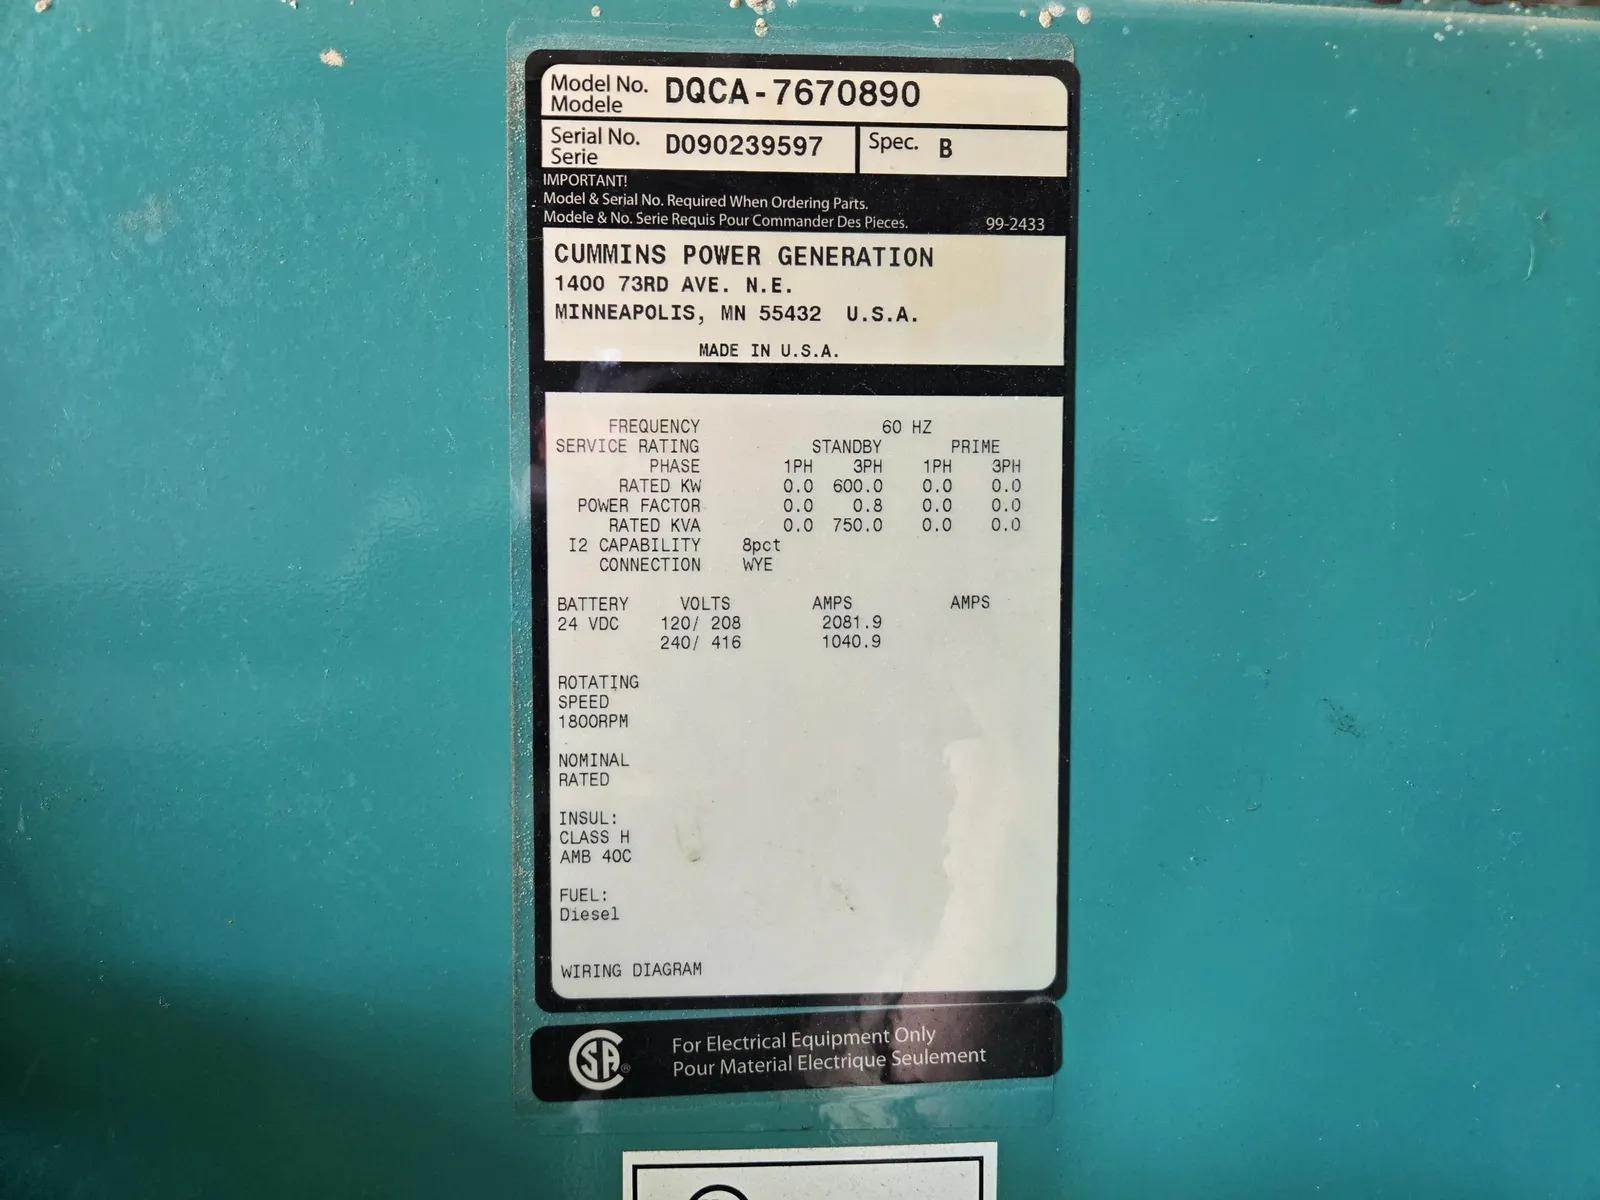 Model No. DQCA-7670890
Modele
Serial No. D090239597 Spec. B
Serie
IMPORTANT!
Model & Serial No. Required When Ordering Parts.
Modele & No. Serie Requis Pour Commander Des Pieces. 99-2433
CUMMINS POWER GENERATION
1400 73RD AVE. N.E.
MINNEAPOLIS, MN 55432 U.S.A.
MADE IN U.S.A.
FREQUENCY 60 HZ
SERVICE RATING STANDBY PRIME
PHASE 1PH 3PH 1PH 3PH
RATED KW 0.0 600.0 0.0 0.0
POWER FACTOR 0.0 0.8 0.0 0.0
RATED KVA 0.0 750.0 0.0 0.0
I2 CAPABILITY 8pct
CONNECTION WYE
BATTERY VOLTS AMPS AMPS
24 VDC 120/ 208 2081.9
240/ 416 1040.9
ROTATING
SPEED
1800RPM
NOMINAL
RATED
INSUL:
CLASS H
AMB 40C
FUEL:
Diesel
WIRING DIAGRAM
SA® For Electrical Equipment Only
Pour Material Electrique Seulement